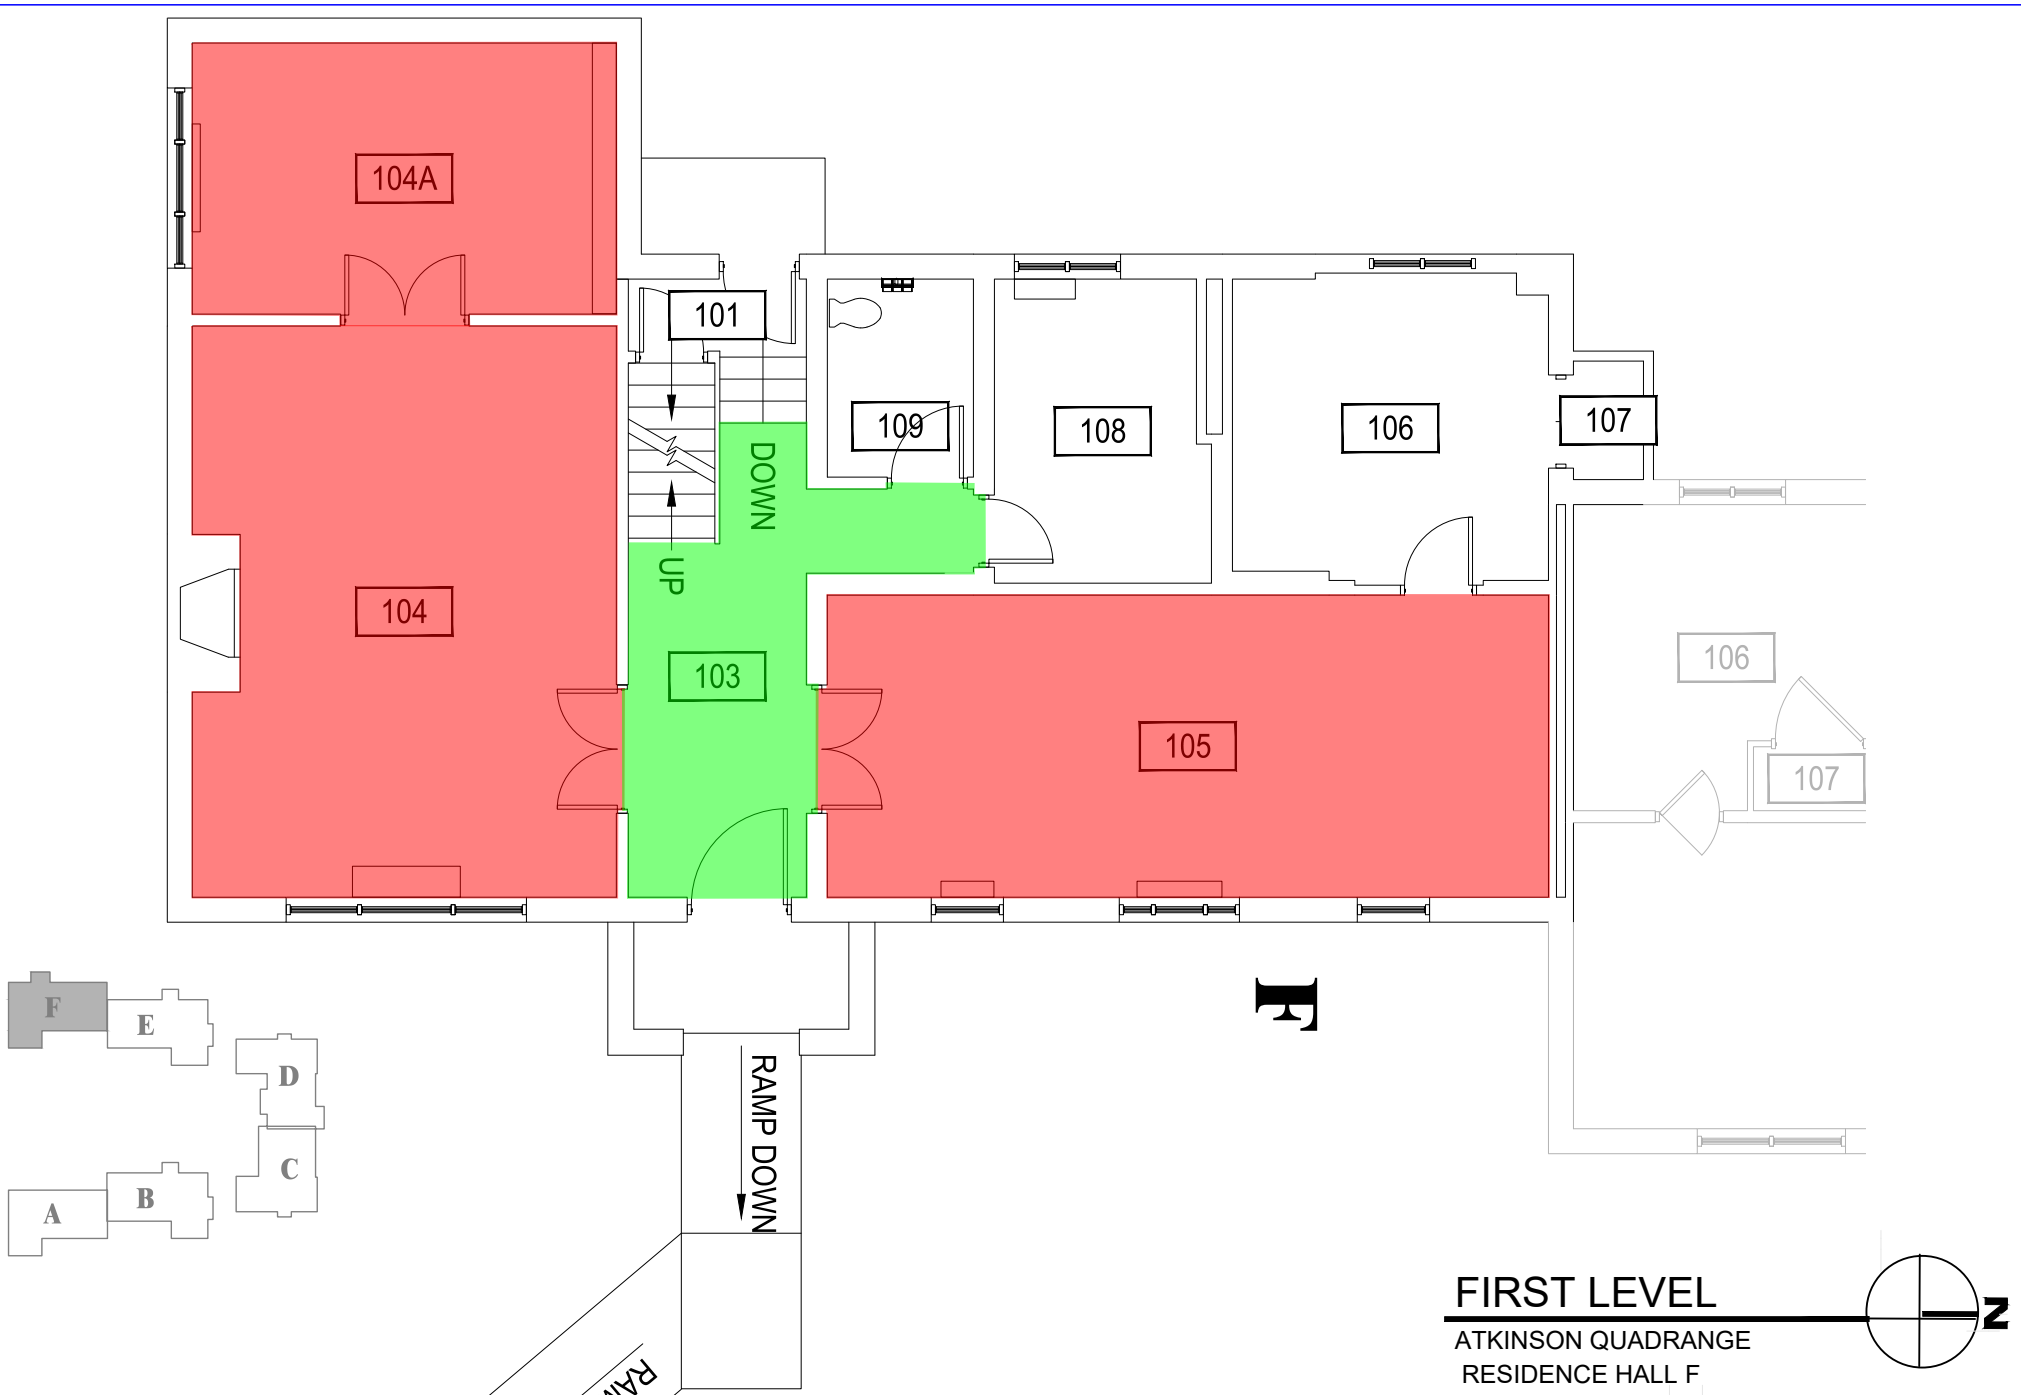 104A
101
109
108
106
107
DOWN
UP
104
103
105
106
107
F
F
E
D
C
B
A
RAMP DOWN
FIRST LEVEL
ATKINSON QUADRANGE
RESIDENCE HALL F
N